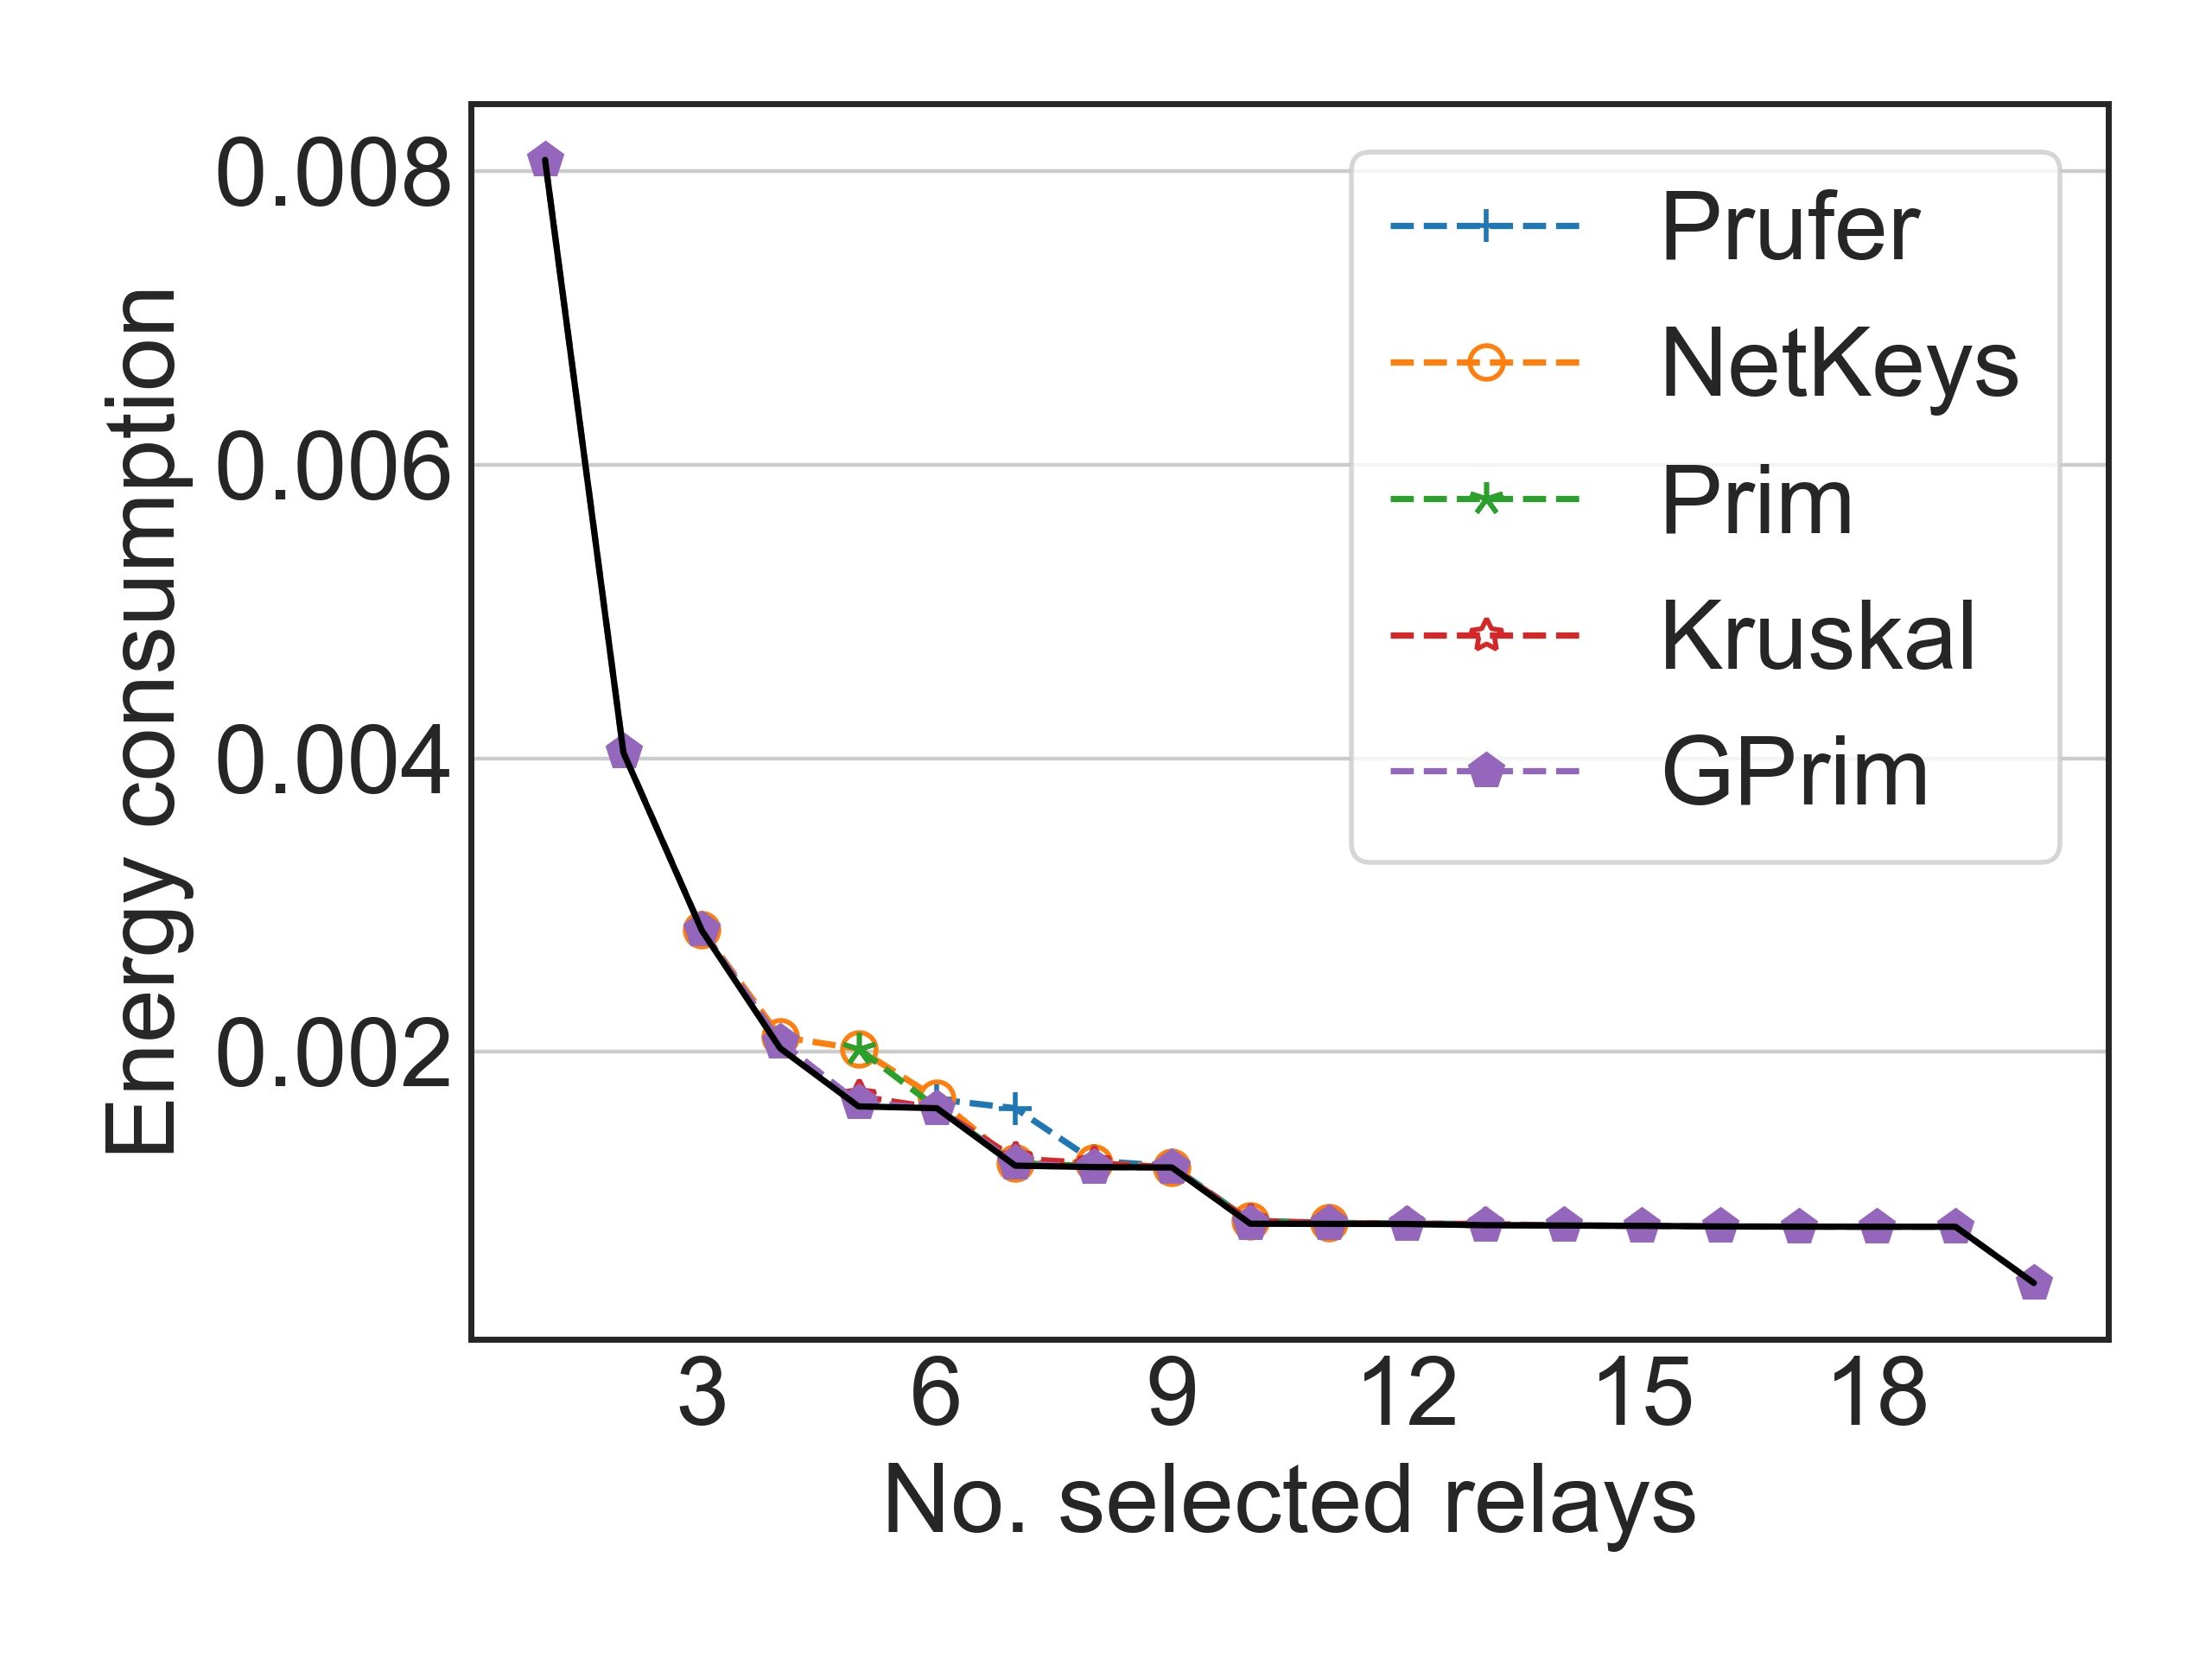 Energy consumption
0.008
0.006
0.004
0.002
Prufer
NetKeys
Prim
Kruskal
GPrim
3 6 9 12 15 18
No. selected relays